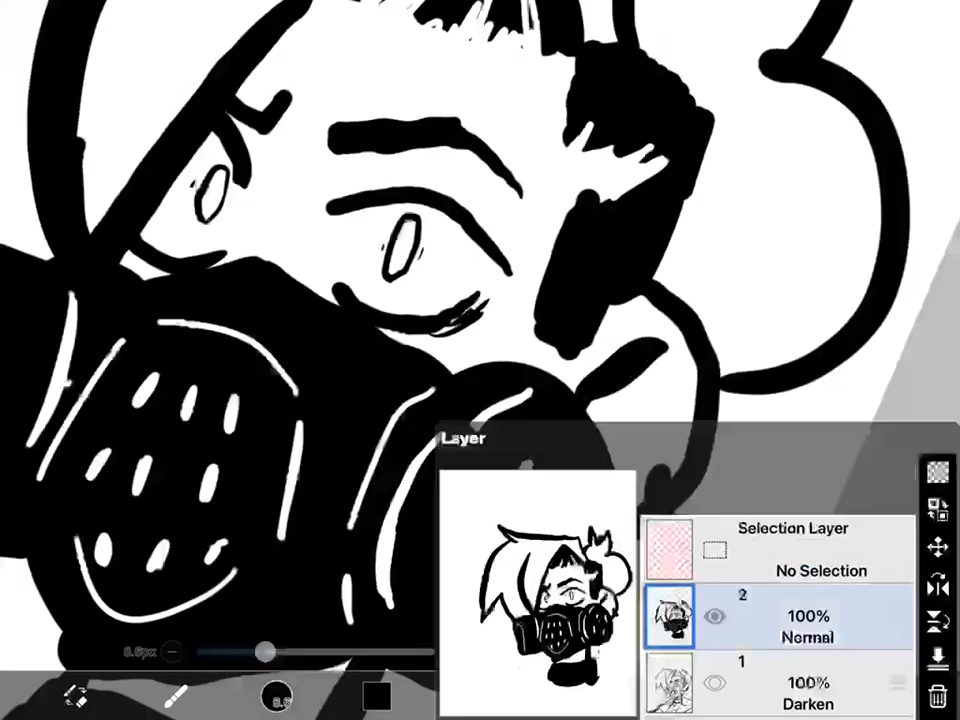 Layer
Selection Layer
No Selection
2
100%
Normal
1
100%
Darken